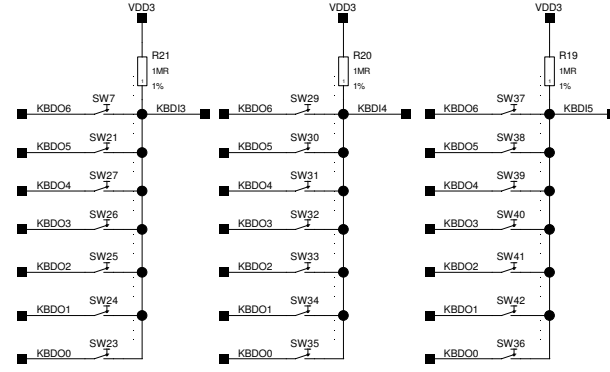 VDD3 VDD3 VDD3
R21 R20 R19
1MR 1MR 1MR
1 1% 1 1% 1 1%
KBDO6 SW7 KBDI3 KBDO6 SW29 KBDI4 KBDO6 SW37 KBDI5
KBDO5 SW21 KBDO5 SW30 KBDO5 SW38
KBDO4 SW27 KBDO4 SW31 KBDO4 SW39
KBDO3 SW26 KBDO3 SW32 KBDO3 SW40
KBDO2 SW25 KBDO2 SW33 KBDO2 SW41
KBDO1 SW24 KBDO1 SW34 KBDO1 SW42
KBDO0 SW23 KBDO0 SW35 KBDO0 SW36